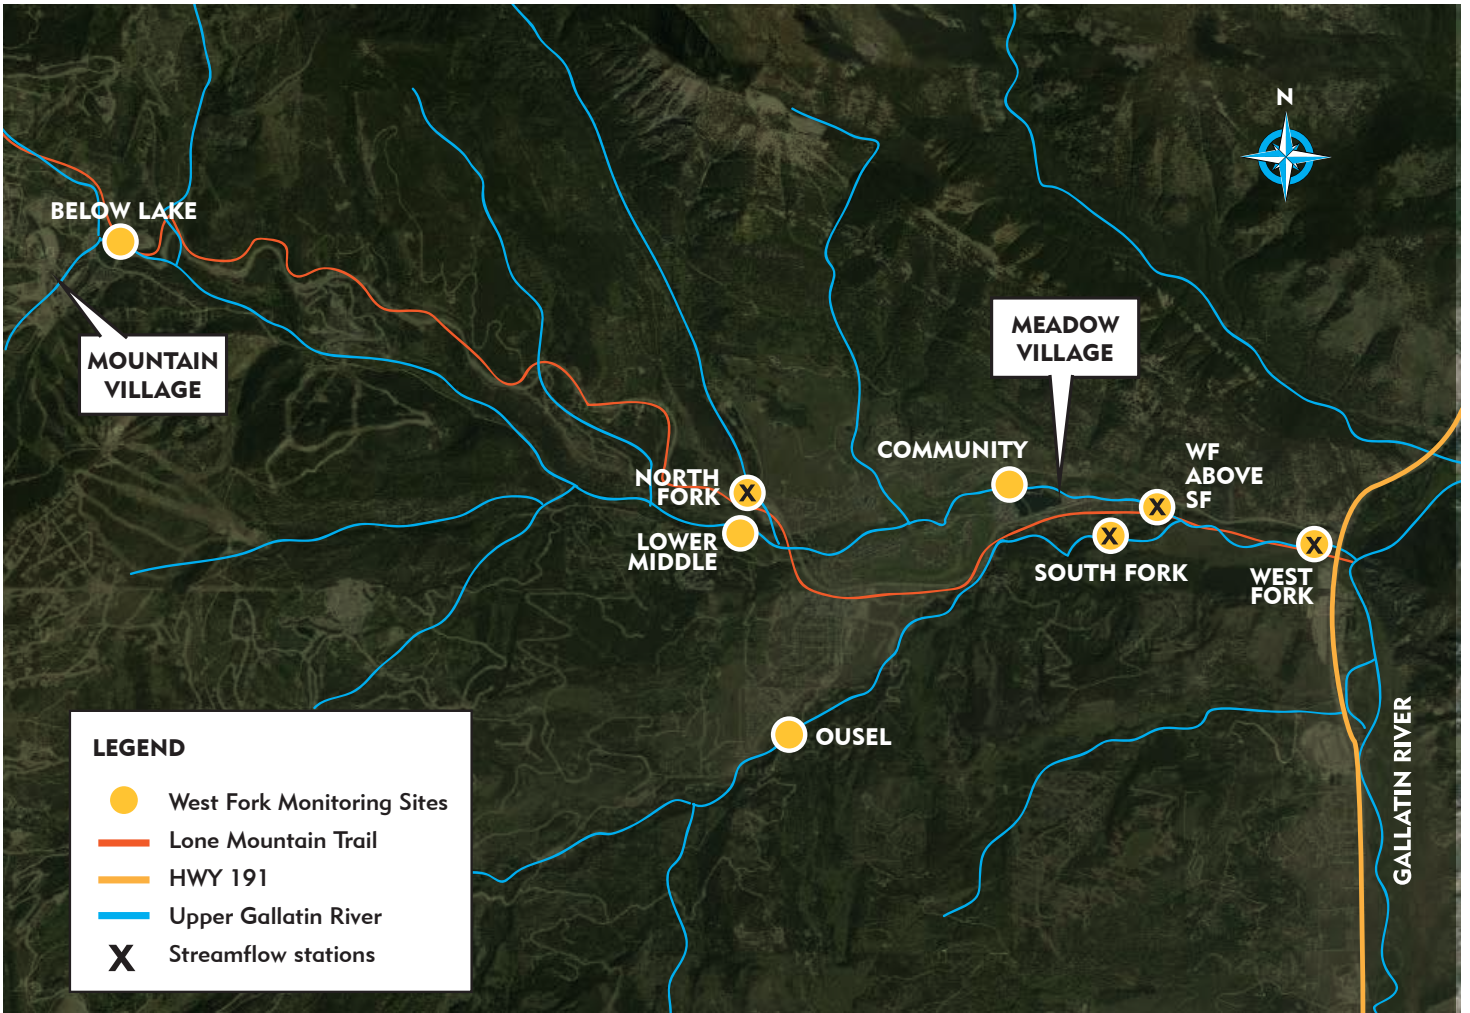 N
BELOW LAKE
MOUNTAIN
VILLAGE
MEADOW
VILLAGE
COMMUNITY
WF
ABOVE
SF
NORTH
FORK
X
X
LOWER
MIDDLE
X
SOUTH FORK
X
WEST
FORK
OUSEL
GALLATIN RIVER
LEGEND
West Fork Monitoring Sites
Lone Mountain Trail
HWY 191
Upper Gallatin River
X Streamflow stations